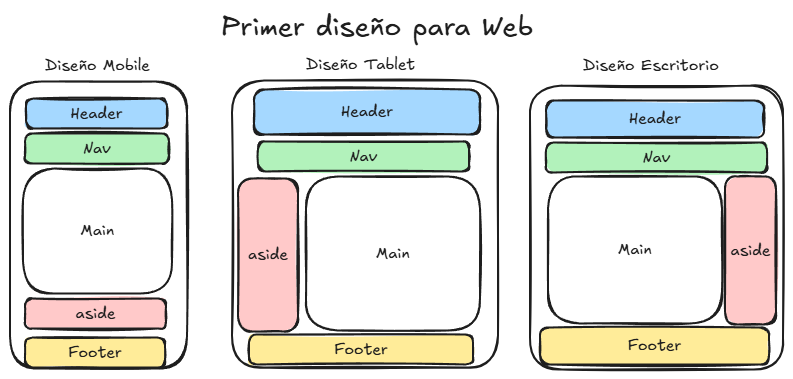 Primer diseño para Web
Diseño Mobile
Header
Nav
Main
aside
Footer
Diseño Tablet
Header
Nav
aside
Main
Footer
Diseño Escritorio
Header
Nav
Main
aside
Footer